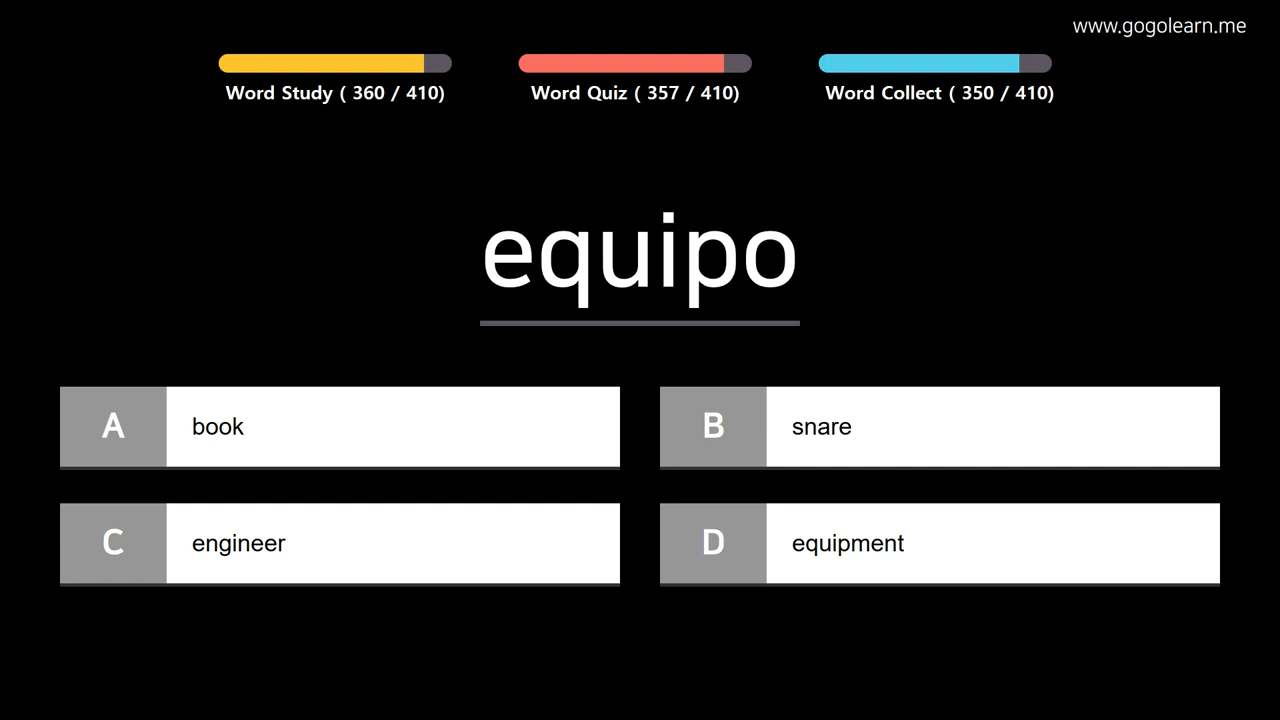 www.gogolearn.me
Word Study ( 360 / 410)
Word Quiz ( 357 / 410)
Word Collect ( 350 / 410)
equipo
A book
B snare
C engineer
D equipment